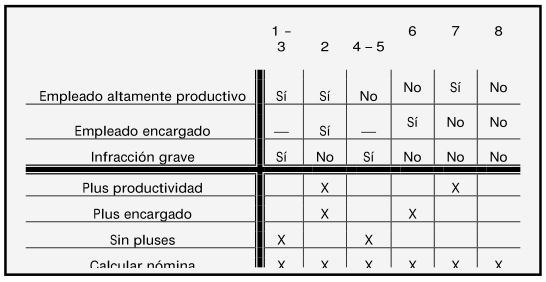 1 – 3 2 4 – 5 6 7 8
Empleado altamente productivo Sí Sí No No Sí No
Empleado encargado — Sí — Sí No No
Infracción grave Sí No Sí No No No
Plus productividad X X
Plus encargado X X
Sin pluses X X
Calcular nómina X X X X X X